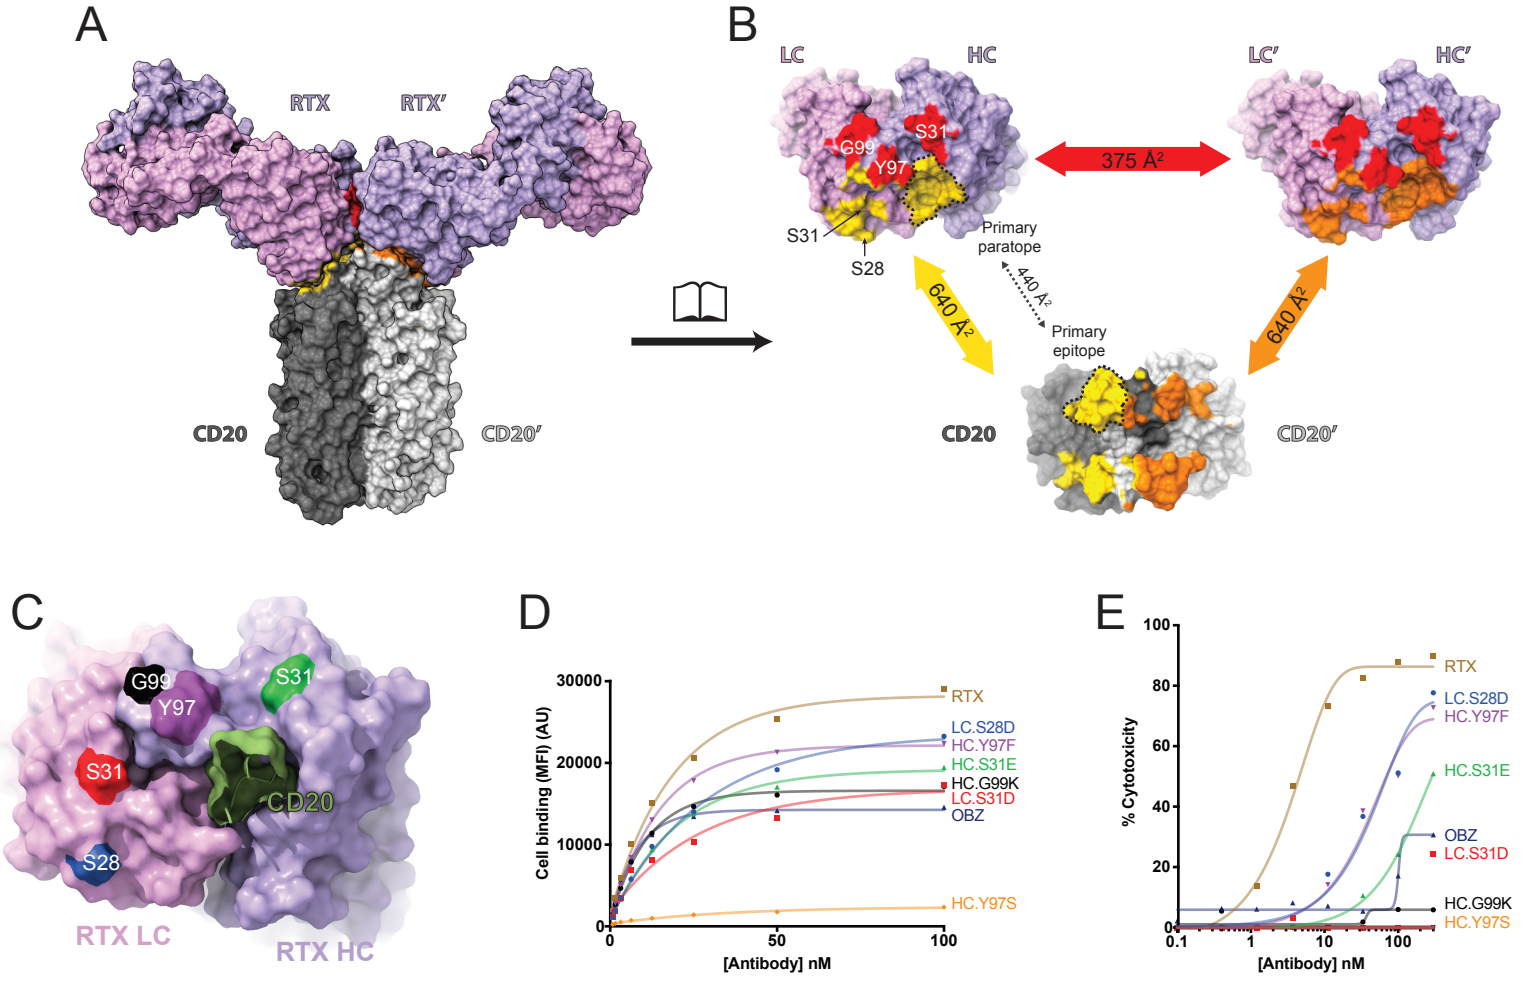 A
RTX
RTX′
CD20
CD20′
B
LC
HC
LC′
HC′
S31
G99
Y97
S31
S28
375 Å²
Primary
paratope
440 Å²
640 Å²
640 Å²
Primary
epitope
CD20
CD20′
C
G99
Y97
S31
S31
CD20
S28
RTX LC
RTX HC
D
Cell binding (MFI) (AU)
30000
20000
10000
0
0
50
100
[Antibody] nM
RTX
LC.S28D
HC.Y97F
HC.S31E
HC.G99K
LC.S31D
OBZ
HC.Y97S
E
% Cytotoxicity
100
80
60
40
20
0
0.1
1
10
100
[Antibody] nM
RTX
LC.S28D
HC.Y97F
HC.S31E
OBZ
LC.S31D
HC.G99K
HC.Y97S